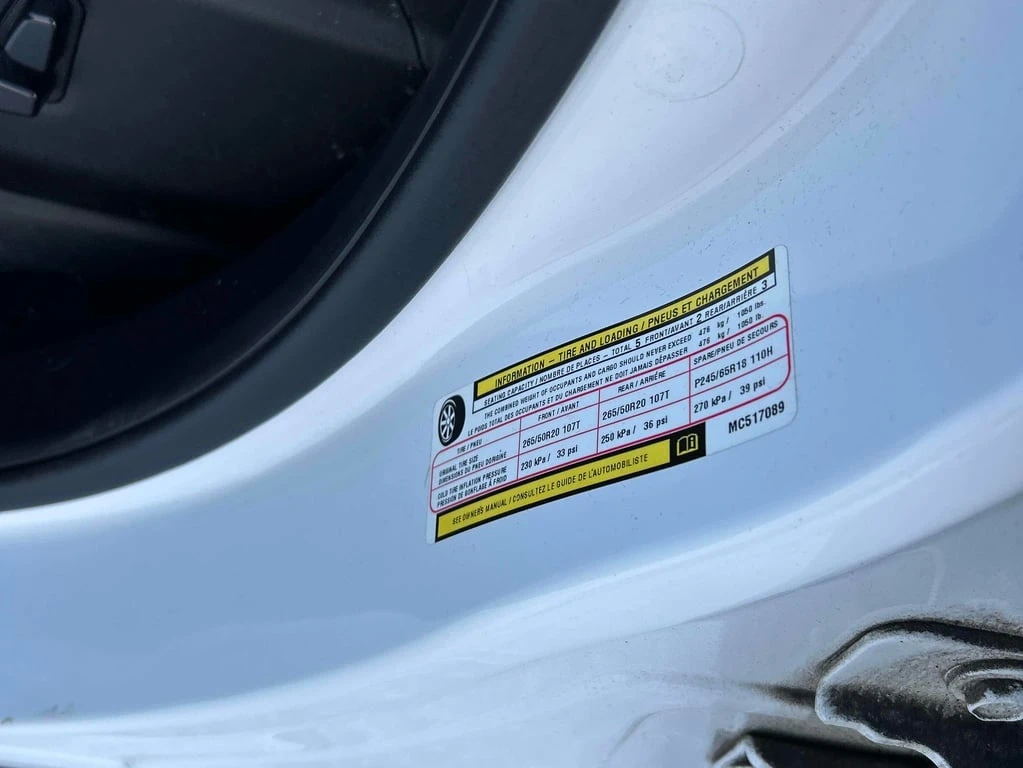 INFORMATION – TIRE AND LOADING / PNEUS ET CHARGEMENT
SEATING CAPACITY / NOMBRE DE PLACES – TOTAL 5 FRONT/AVANT 2 REAR/ARRIÈRE 3
THE COMBINED WEIGHT OF OCCUPANTS AND CARGO SHOULD NEVER EXCEED 476 kg / 1050 lbs.
LE POIDS TOTAL DES OCCUPANTS ET DU CHARGEMENT NE DOIT JAMAIS DÉPASSER 476 kg / 1050 lb.
TIRE / PNEU FRONT / AVANT REAR / ARRIÈRE SPARE/PNEU DE SECOURS
ORIGINAL TIRE SIZE
DIMENSIONS DU PNEU DORIGINE 265/50R20 107T 265/50R20 107T P245/65R18 110H
COLD TIRE INFLATION PRESSURE
PRESSION DE GONFLAGE À FROID 230 kPa / 33 psi 250 kPa / 36 psi 270 kPa / 39 psi
SEE OWNERS MANUAL / CONSULTEZ LE GUIDE DE L'AUTOMOBILISTE
MC517089